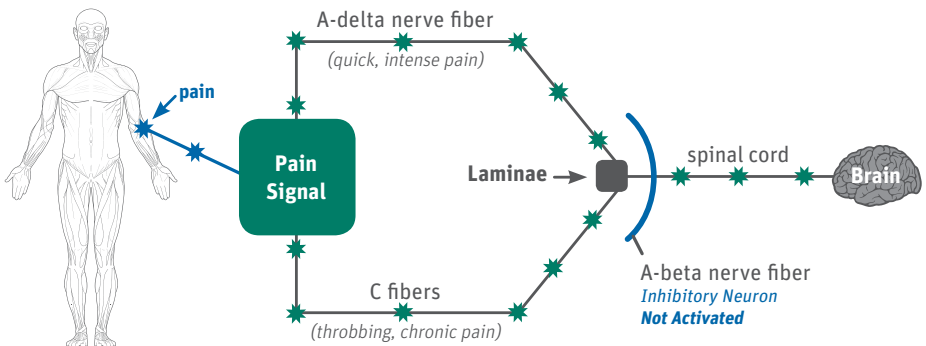 A-delta nerve fiber
(quick, intense pain)
pain
Pain
Signal
Laminae
spinal cord
Brain
A-beta nerve fiber
Inhibitory Neuron
Not Activated
C fibers
(throbbing, chronic pain)